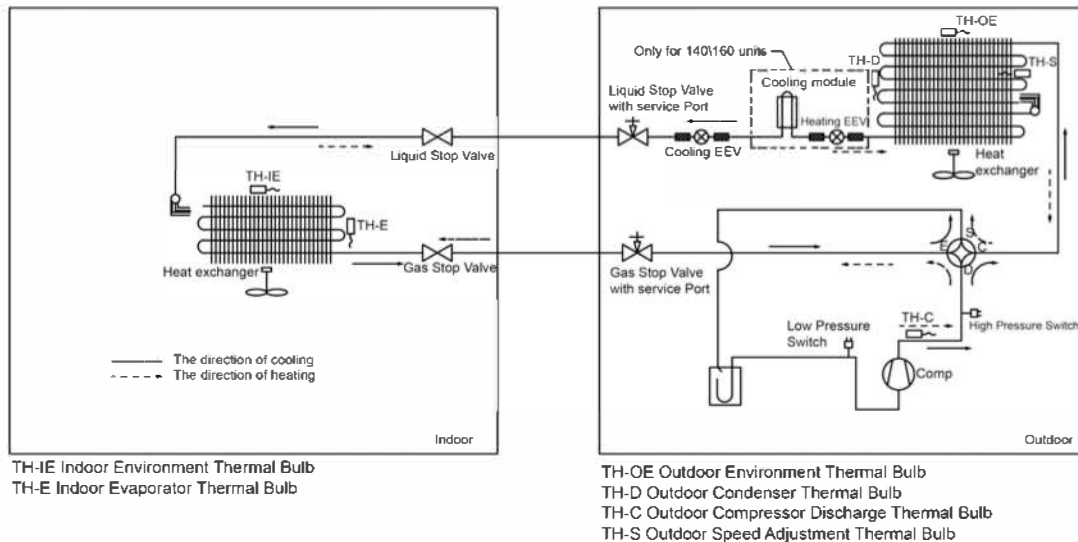 TH-OE
Only for 140\160 units
TH-D
TH-S
Cooling module
Liquid Stop Valve
with service Port
Heating EEV
Cooling EEV
Liquid Stop Valve
Heat
exchanger
TH-IE
TH-E
S
E
C
D
Heat exchanger
Gas Stop Valve
Gas Stop Valve
with service Port
TH-C
High Pressure Switch
Low Pressure
Switch
Comp
The direction of cooling
The direction of heating
Indoor
Outdoor
TH-IE Indoor Environment Thermal Bulb
TH-E Indoor Evaporator Thermal Bulb
TH-OE Outdoor Environment Thermal Bulb
TH-D Outdoor Condenser Thermal Bulb
TH-C Outdoor Compressor Discharge Thermal Bulb
TH-S Outdoor Speed Adjustment Thermal Bulb